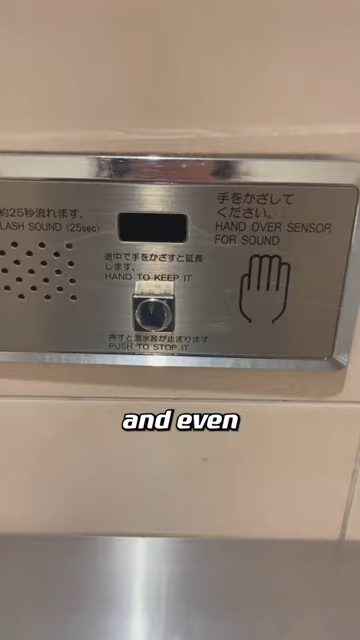 約25秒流れます。
LASH SOUND (25sec)
途中で手をかざすと延長
します。
HAND TO KEEP IT
押すと流水音が止まります
PUSH TO STOP IT
手をかざして
ください。
HAND OVER SENSOR
FOR SOUND
and even